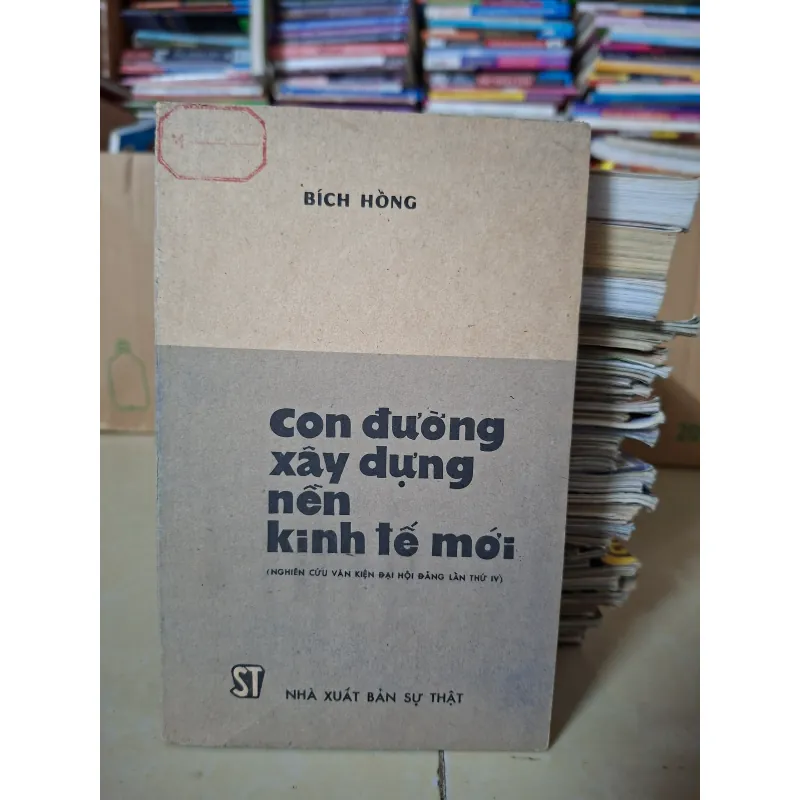 BÍCH HỒNG
Con đường
xây dựng
nền
kinh tế mới
(NGHIÊN CỨU VĂN KIỆN ĐẠI HỘI ĐẢNG LẦN THỨ IV)
ST
NHÀ XUẤT BẢN SỰ THẬT